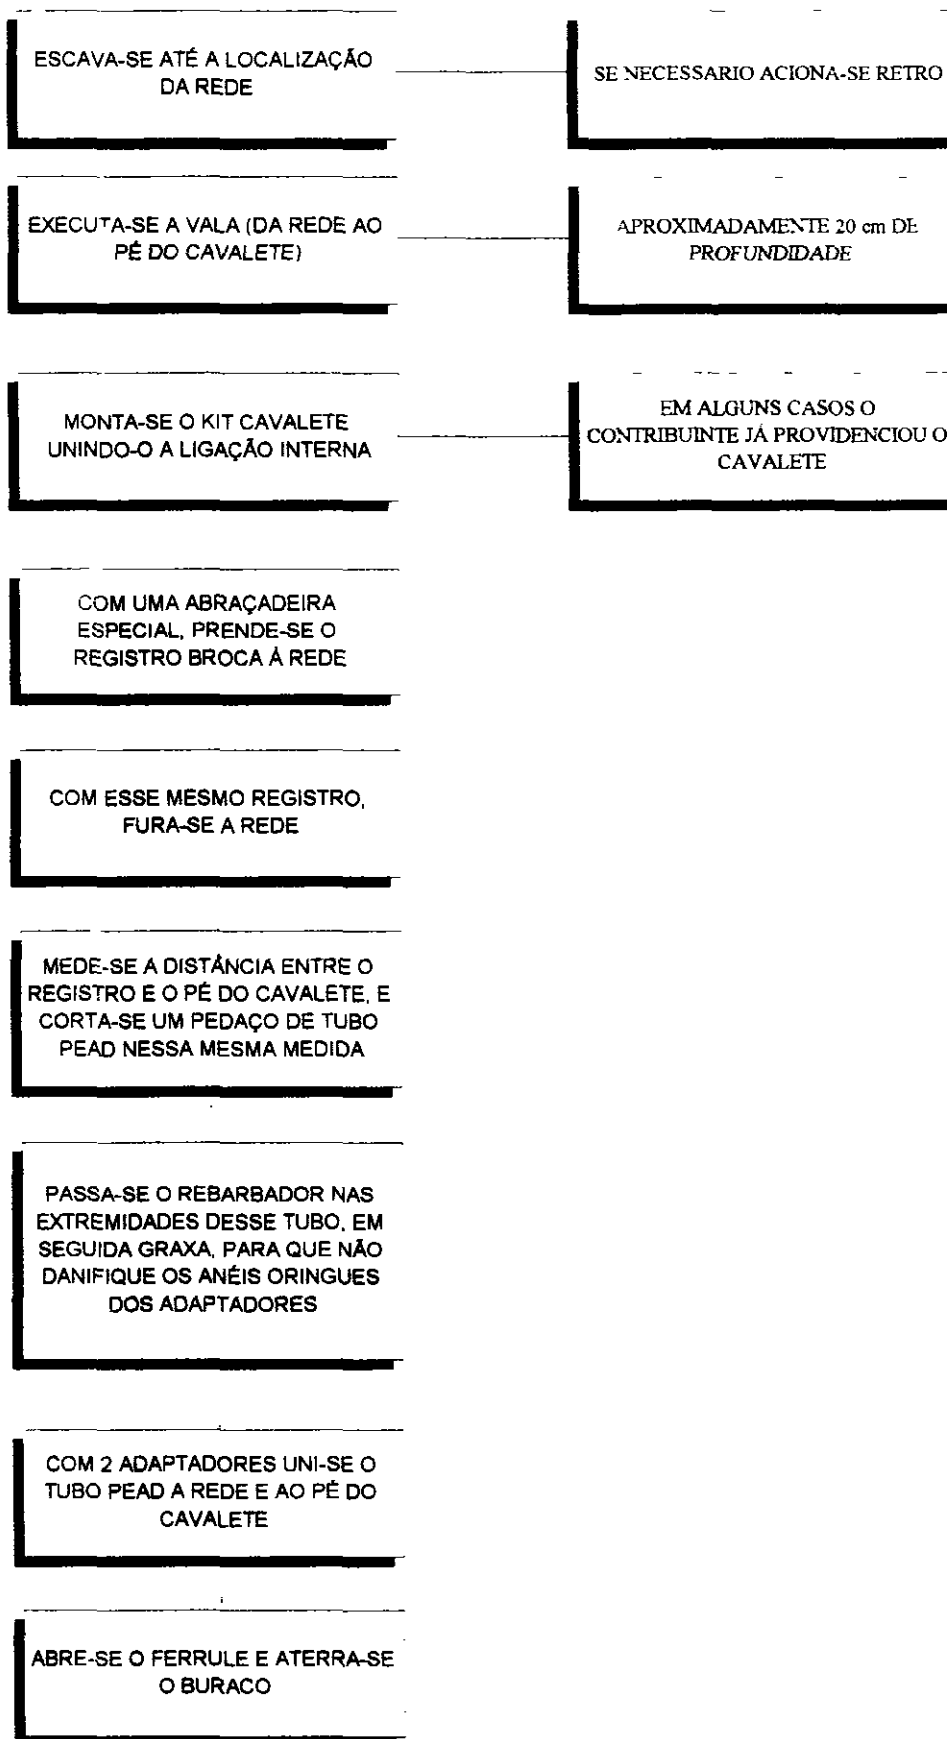 ESCAVA-SE ATÉ A LOCALIZAÇÃO
DA REDE
SE NECESSARIO ACIONA-SE RETRO
EXECUTA-SE A VALA (DA REDE AO
PÉ DO CAVALETE)
APROXIMADAMENTE 20 cm DE
PROFUNDIDADE
MONTA-SE O KIT CAVALETE
UNINDO-O A LIGAÇÃO INTERNA
EM ALGUNS CASOS O
CONTRIBUINTE JÁ PROVIDENCIOU O
CAVALETE
COM UMA ABRAÇADEIRA
ESPECIAL, PRENDE-SE O
REGISTRO BROCA À REDE
COM ESSE MESMO REGISTRO,
FURA-SE A REDE
MEDE-SE A DISTÂNCIA ENTRE O
REGISTRO E O PÉ DO CAVALETE, E
CORTA-SE UM PEDAÇO DE TUBO
PEAD NESSA MESMA MEDIDA
PASSA-SE O REBARBADOR NAS
EXTREMIDADES DESSE TUBO, EM
SEGUIDA GRAXA, PARA QUE NÃO
DANIFIQUE OS ANÉIS ORINGUES
DOS ADAPTADORES
COM 2 ADAPTADORES UNI-SE O
TUBO PEAD A REDE E AO PÉ DO
CAVALETE
ABRE-SE O FERRULE E ATERRA-SE
O BURACO